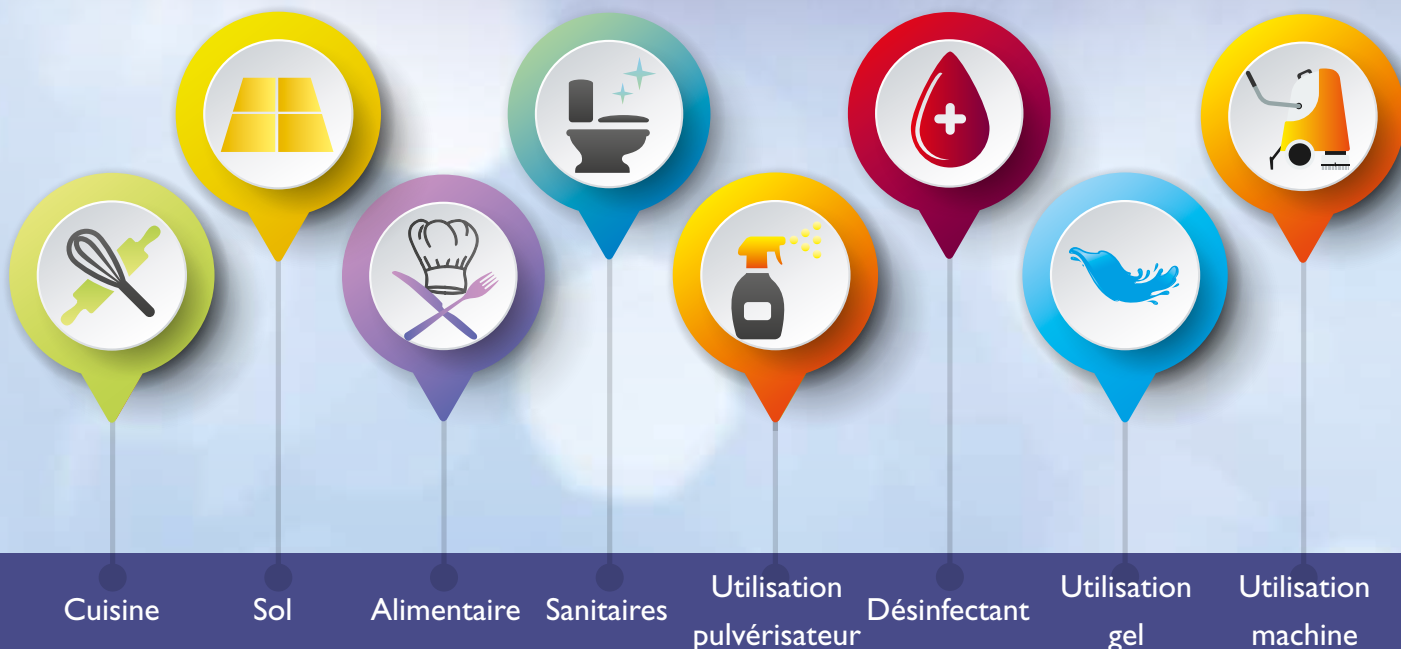 Cuisine
Sol
Alimentaire
Sanitaires
Utilisation
pulvérisateur
Désinfectant
Utilisation
gel
Utilisation
machine